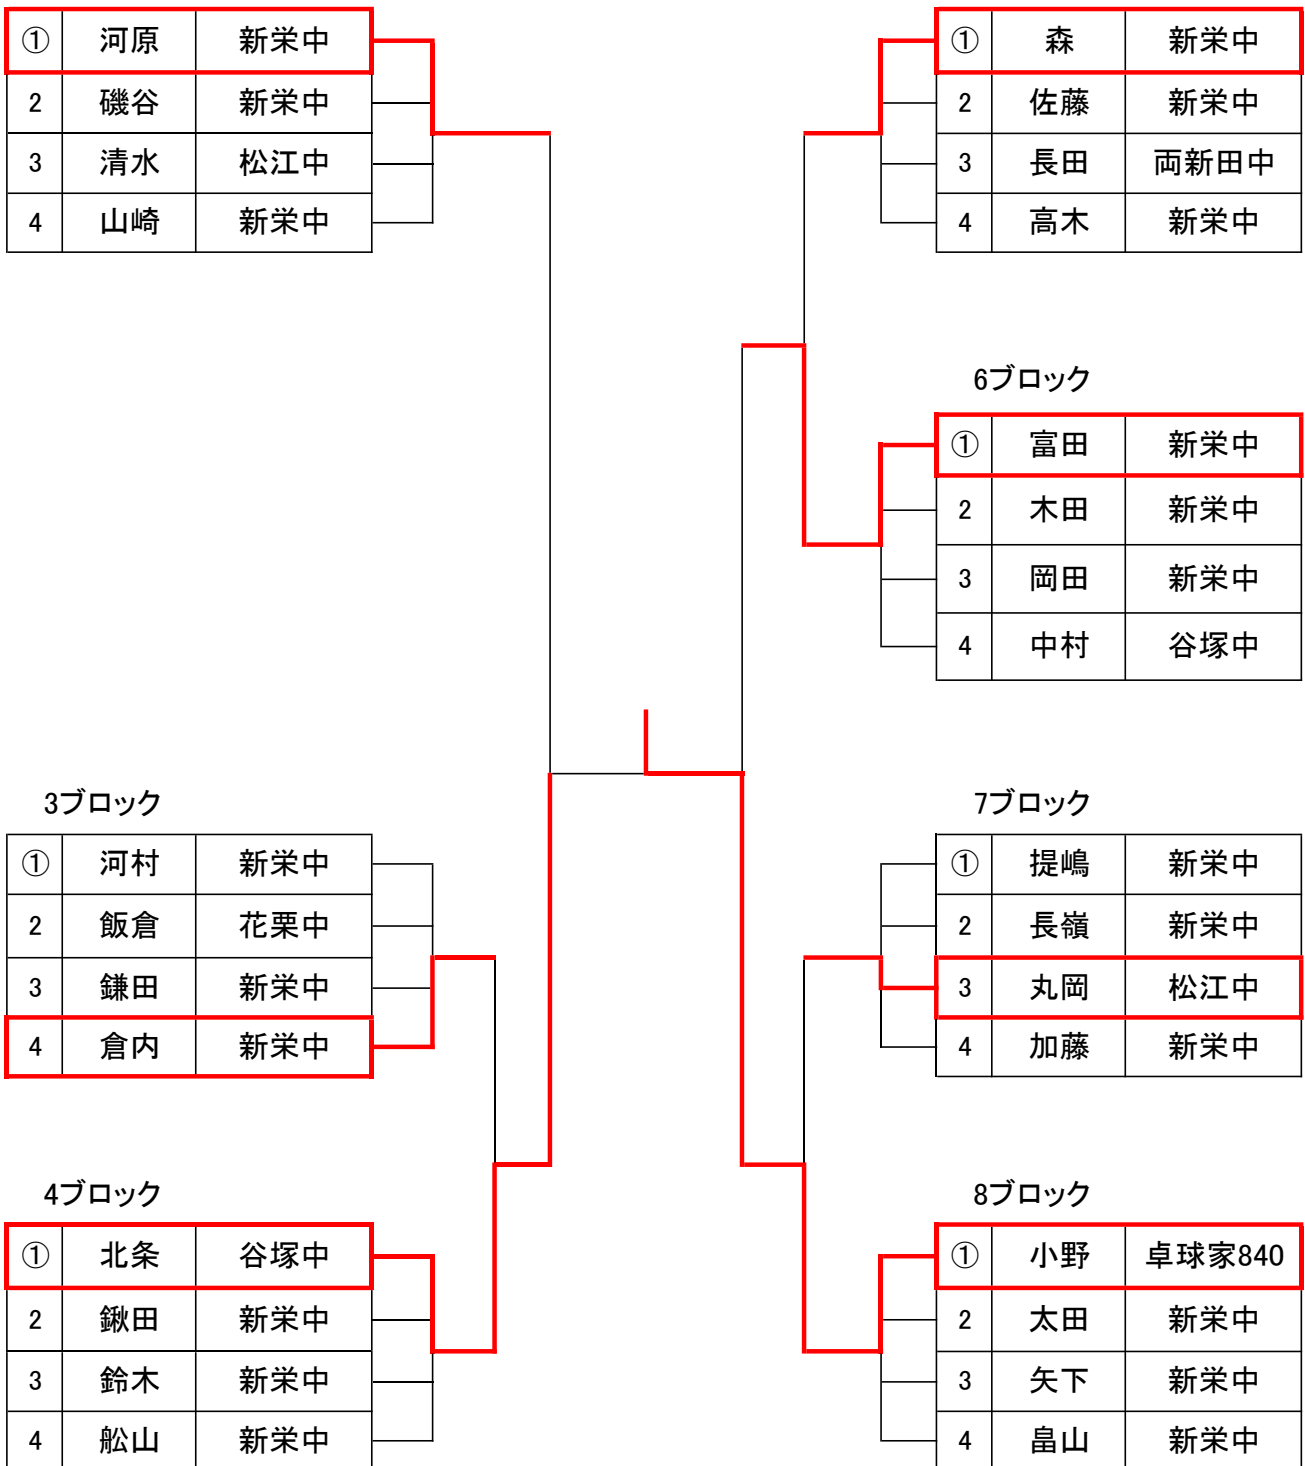 ① 河原 新栄中
2 磯谷 新栄中
3 清水 松江中
4 山崎 新栄中
① 森 新栄中
2 佐藤 新栄中
3 長田 両新田中
4 高木 新栄中
6ブロック
① 富田 新栄中
2 木田 新栄中
3 岡田 新栄中
4 中村 谷塚中
3ブロック
① 河村 新栄中
2 飯倉 花栗中
3 鎌田 新栄中
4 倉内 新栄中
7ブロック
① 提嶋 新栄中
2 長嶺 新栄中
3 丸岡 松江中
4 加藤 新栄中
4ブロック
① 北条 谷塚中
2 鍬田 新栄中
3 鈴木 新栄中
4 舩山 新栄中
8ブロック
① 小野 卓球家840
2 太田 新栄中
3 矢下 新栄中
4 畠山 新栄中